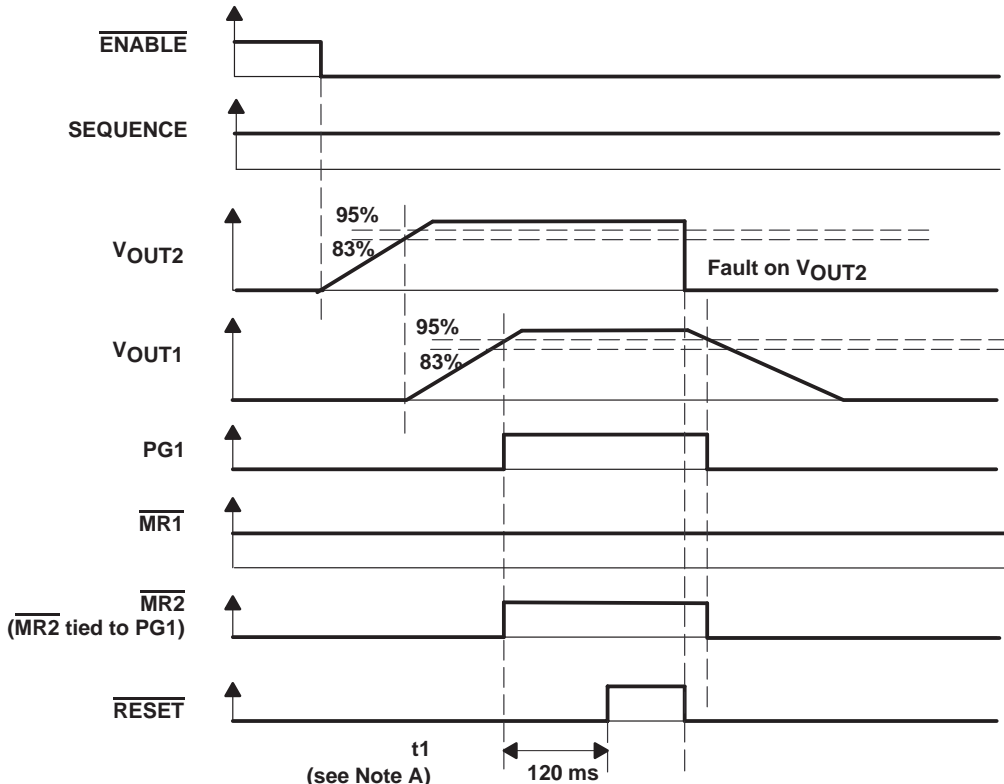 ENABLE
SEQUENCE
VOUT2
95%
83%
Fault on VOUT2
VOUT1
95%
83%
PG1
MR1
MR2
(MR2 tied to PG1)
RESET
t1
(see Note A)
120 ms